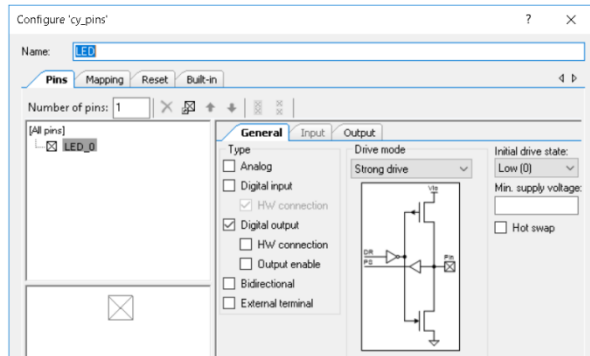 Configure 'cy_pins'
? ×
Name: LED
Pins Mapping Reset Built-in
Number of pins: 1
[All pins]
LED_0
General Input Output
Type
Analog
Digital input
HW connection
Digital output
HW connection
Output enable
Bidirectional
External terminal
Drive mode
Strong drive
Vio
DR
PS
Pin
Initial drive state:
Low (0)
Min. supply voltage:
Hot swap